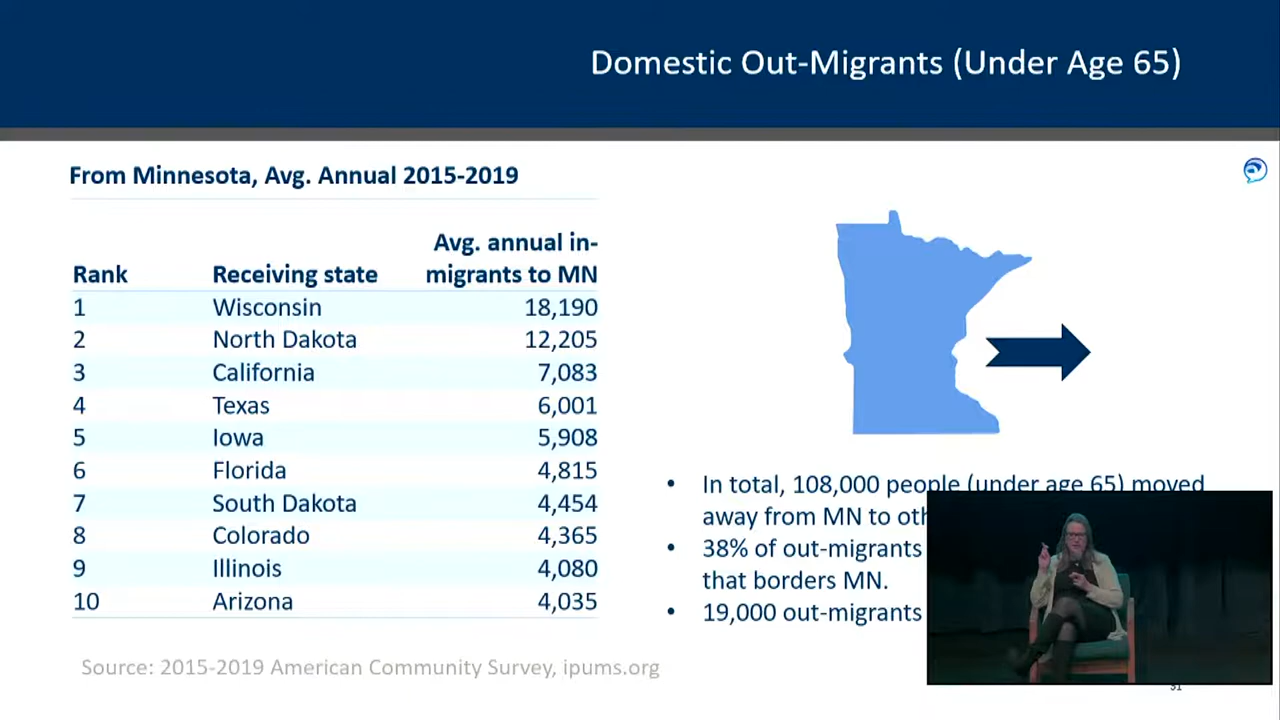 Domestic Out-Migrants (Under Age 65)
From Minnesota, Avg. Annual 2015-2019
Rank Receiving state Avg. annual in-migrants to MN
1 Wisconsin 18,190
2 North Dakota 12,205
3 California 7,083
4 Texas 6,001
5 Iowa 5,908
6 Florida 4,815
7 South Dakota 4,454
8 Colorado 4,365
9 Illinois 4,080
10 Arizona 4,035
Source: 2015-2019 American Community Survey, ipums.org
• In total, 108,000 people (under age 65) moved
away from MN to
• 38% of out-migrants
that borders MN.
• 19,000 out-migrants
31